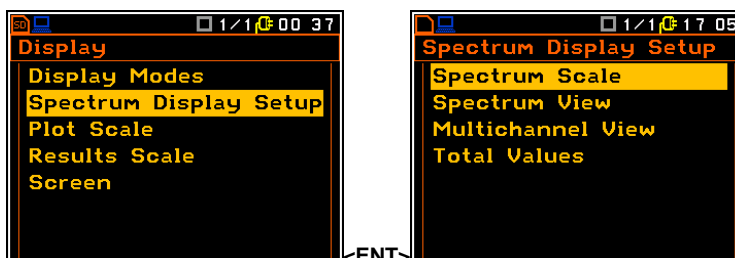 SD 1/1 00 37
Display
Display Modes
Spectrum Display Setup
Plot Scale
Results Scale
Screen
<ENT>
1/1 17 05
Spectrum Display Setup
Spectrum Scale
Spectrum View
Multichannel View
Total Values